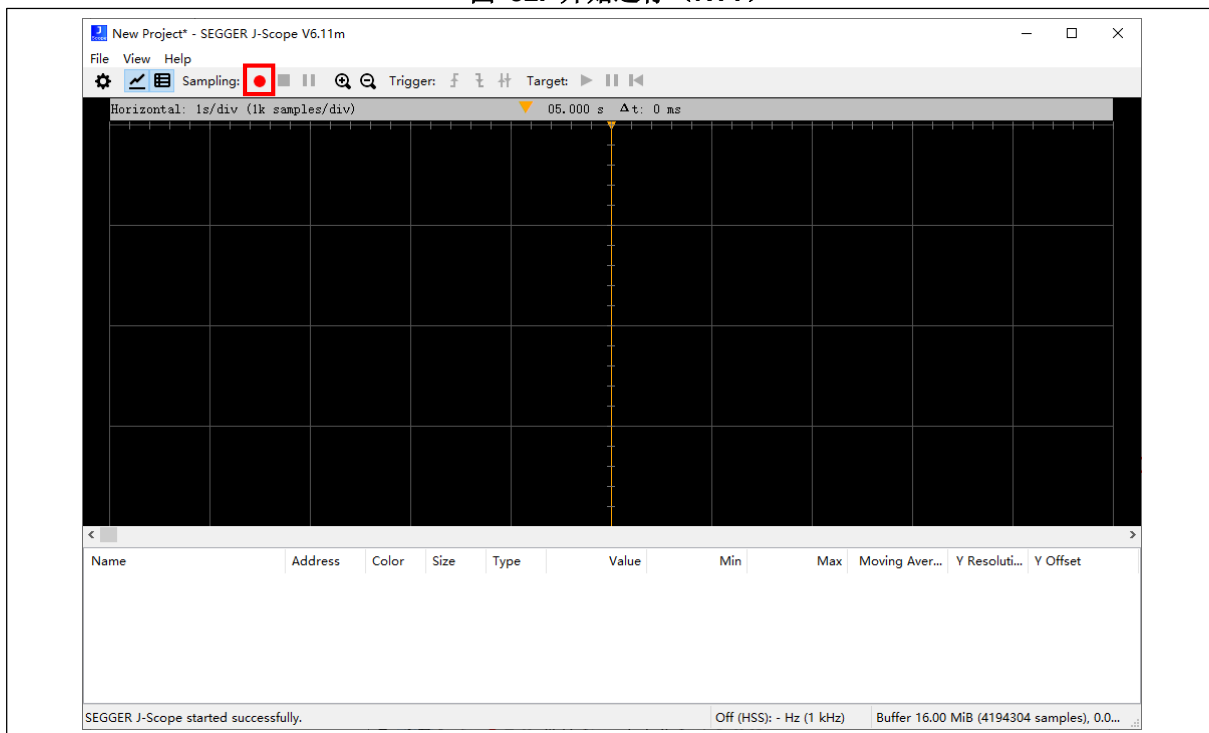 New Project* - SEGGER J-Scope V6.11m
File View Help
Sampling: Trigger: Target:
Horizontal: 1s/div (1k samples/div) 05.000 s Δt: 0 ms
Name Address Color Size Type Value Min Max Moving Aver... Y Resoluti... Y Offset
SEGGER J-Scope started successfully. Off (HSS): - Hz (1 kHz) Buffer 16.00 MiB (4194304 samples), 0.0...